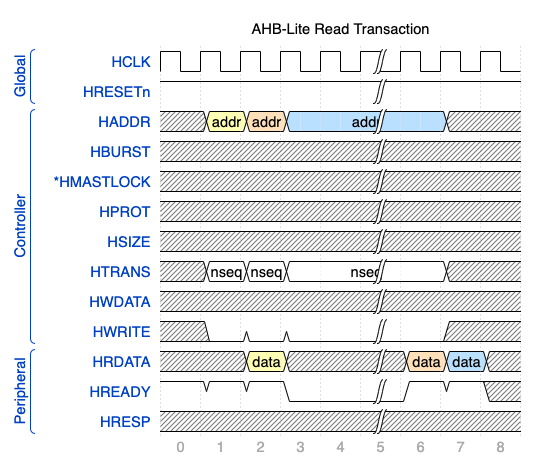 AHB-Lite Read Transaction
Global
HCLK
HRESETn
Controller
HADDR addr addr addr
HBURST
*HMASTLOCK
HPROT
HSIZE
HTRANS nseq nseq nseq
HWDATA
HWRITE
Peripheral
HRDATA data data data
HREADY
HRESP
0 1 2 3 4 5 6 7 8